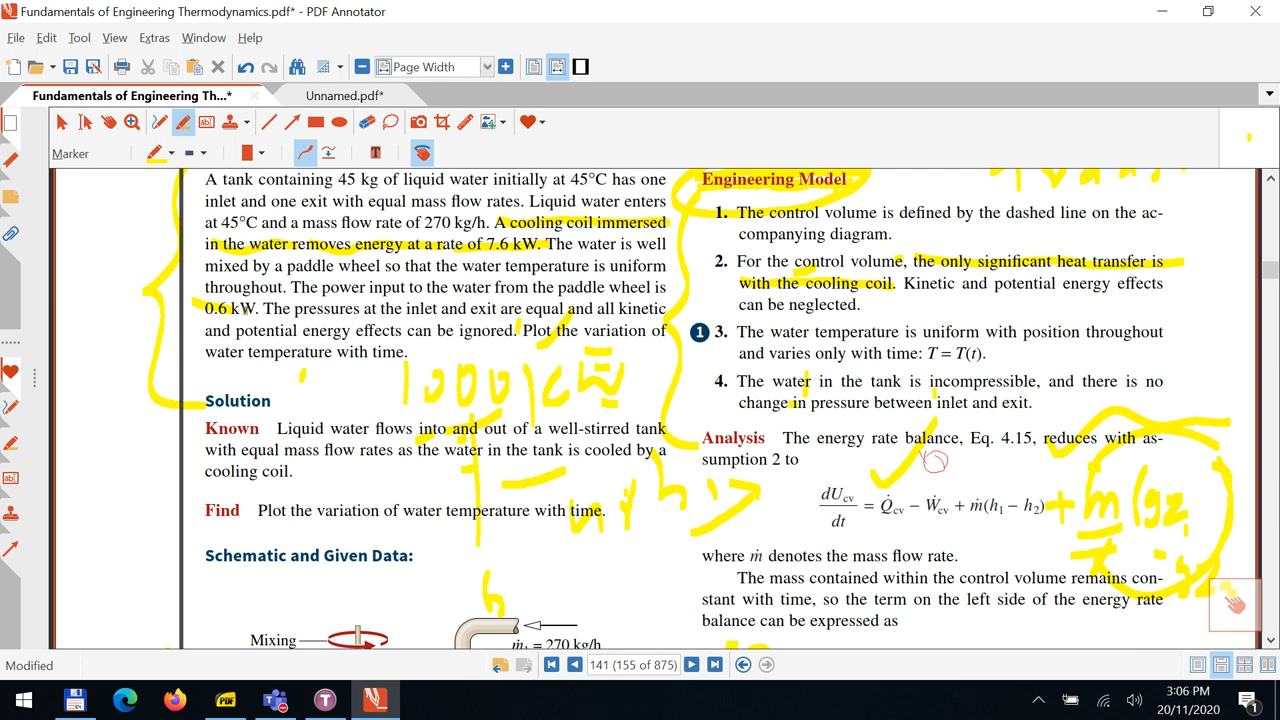 Fundamentals of Engineering Thermodynamics.pdf* - PDF Annotator
File Edit Tool View Extras Window Help
Page Width
Fundamentals of Engineering Th...*
Unnamed.pdf*
Marker
A tank containing 45 kg of liquid water initially at 45°C has one
inlet and one exit with equal mass flow rates. Liquid water enters
at 45°C and a mass flow rate of 270 kg/h. A cooling coil immersed
in the water removes energy at a rate of 7.6 kW. The water is well
mixed by a paddle wheel so that the water temperature is uniform
throughout. The power input to the water from the paddle wheel is
0.6 kW. The pressures at the inlet and exit are equal and all kinetic
and potential energy effects can be ignored. Plot the variation of
water temperature with time.
Solution
Known Liquid water flows into and out of a well-stirred tank
with equal mass flow rates as the water in the tank is cooled by a
cooling coil.
Find Plot the variation of water temperature with time.
Schematic and Given Data:
Mixing
ṁ₁ = 270 kg/h
Engineering Model
1. The control volume is defined by the dashed line on the ac-
companying diagram.
2. For the control volume, the only significant heat transfer is
with the cooling coil. Kinetic and potential energy effects
can be neglected.
1 3. The water temperature is uniform with position throughout
and varies only with time: T = T(t).
4. The water in the tank is incompressible, and there is no
change in pressure between inlet and exit.
Analysis The energy rate balance, Eq. 4.15, reduces with as-
sumption 2 to
dU_cv/dt = Q̇_cv − Ẇ_cv + ṁ(h₁ − h₂)
where ṁ denotes the mass flow rate.
The mass contained within the control volume remains con-
stant with time, so the term on the left side of the energy rate
balance can be expressed as
Modified
141 (155 of 875)
3:06 PM
20/11/2020